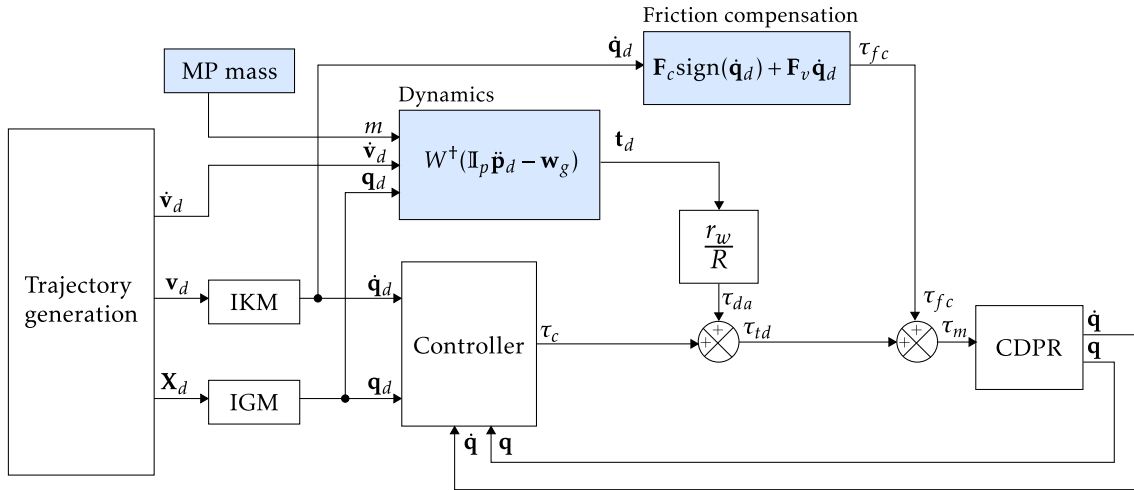 Friction compensation
q̇_d
F_c sign(q̇_d) + F_v q̇_d
τ_fc
MP mass
Dynamics
m
v̇_d
q_d
W†(𝕀_p p̈_d − w_g)
t_d
v̇_d
r_w
R
Trajectory
generation
v_d
IKM
q̇_d
τ_da
τ_fc
Controller
τ_c
+
+
τ_td
+
+
τ_m
CDPR
q̇
q
X_d
IGM
q_d
q̇
q